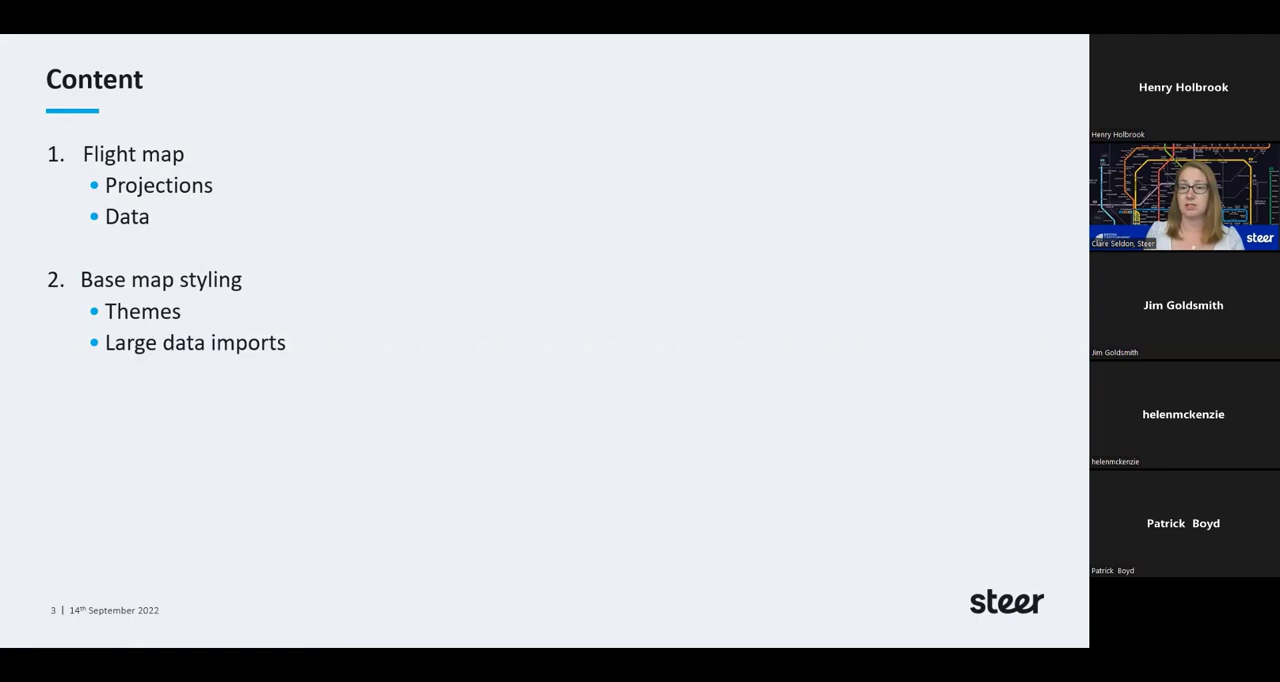 Content
1. Flight map
• Projections
• Data
2. Base map styling
• Themes
• Large data imports
3 | 14th September 2022
steer
Henry Holbrook
Henry Holbrook
steer
Clare Seldon, Steer
Jim Goldsmith
Jim Goldsmith
helenmckenzie
helenmckenzie
Patrick Boyd
Patrick Boyd